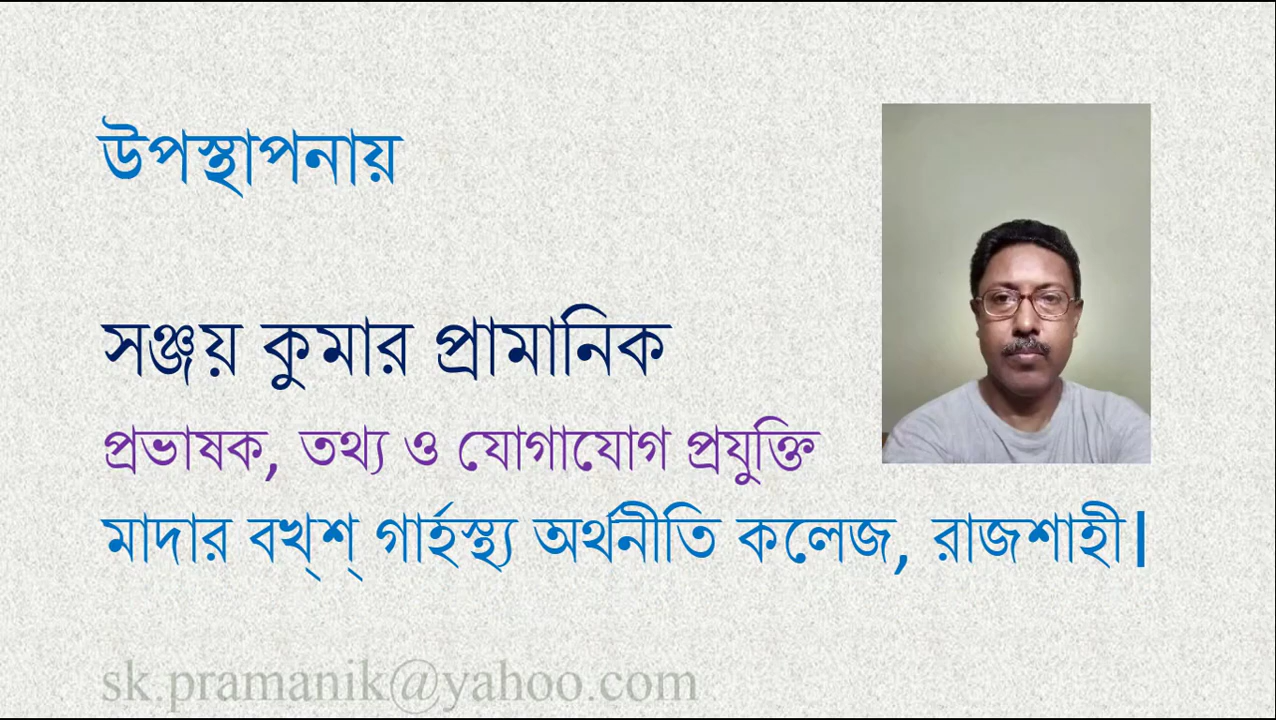 উপস্থাপনায়
সঞ্জয় কুমার প্রামানিক
প্রভাষক, তথ্য ও যোগাযোগ প্রযুক্তি
মাদার বখ্শ্ গার্হস্থ্য অর্থনীতি কলেজ, রাজশাহী।
sk.pramanik@yahoo.com